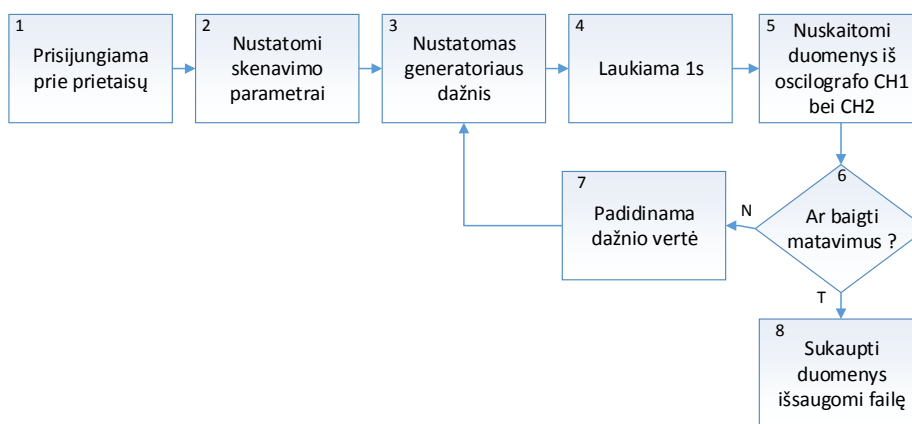 1
Prisijungiama
prie prietaisų
2
Nustatomi
skenavimo
parametrai
3
Nustatomas
generatoriaus
dažnis
4
Laukiama 1s
5
Nuskaitomi
duomenys iš
oscilografo CH1
bei CH2
6
Ar baigti
matavimus ?
N
7
Padidinama
dažnio vertė
T
8
Sukaupti
duomenys
išsaugomi failę